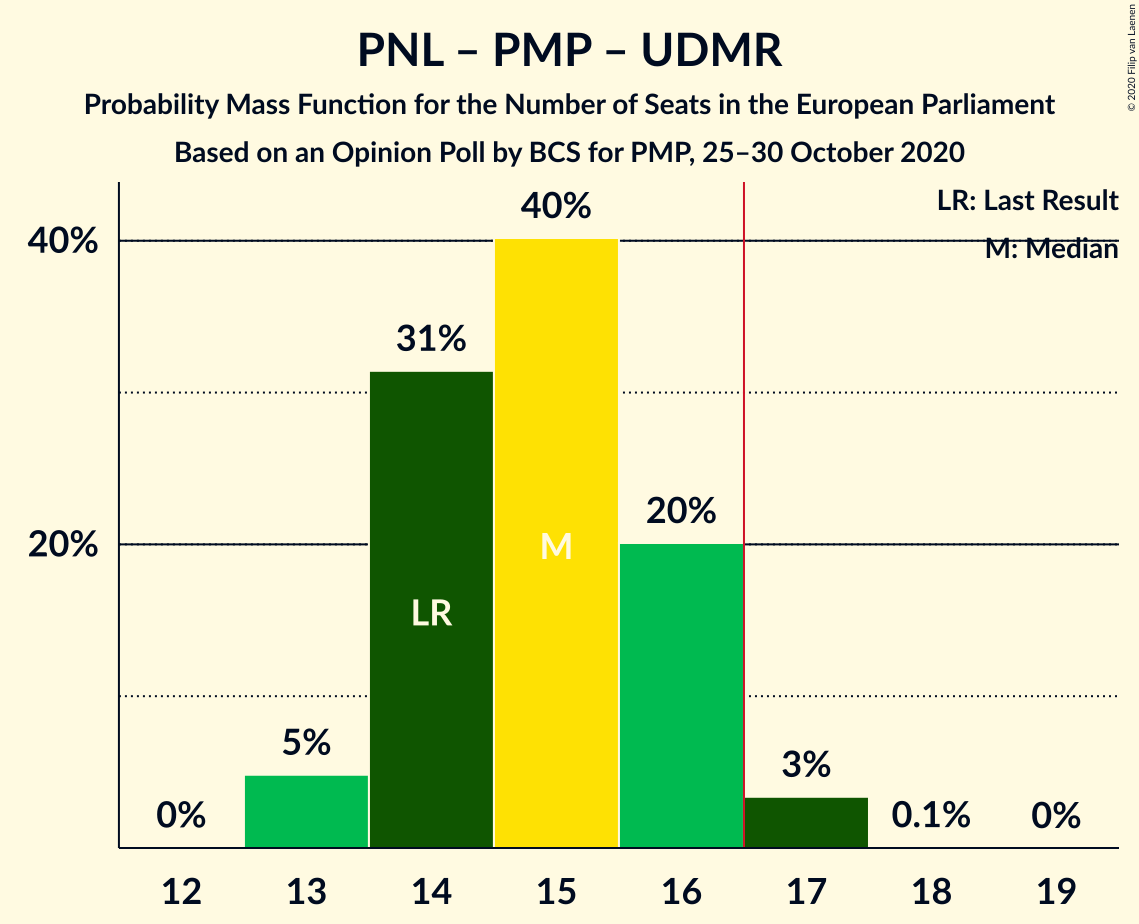 PNL – PMP – UDMR
Probability Mass Function for the Number of Seats in the European Parliament
Based on an Opinion Poll by BCS for PMP, 25–30 October 2020
© 2020 Filip van Laenen
LR: Last Result
M: Median
40%
20%
0%
5%
31%
40%
20%
3%
0.1%
0%
LR
M
12 13 14 15 16 17 18 19